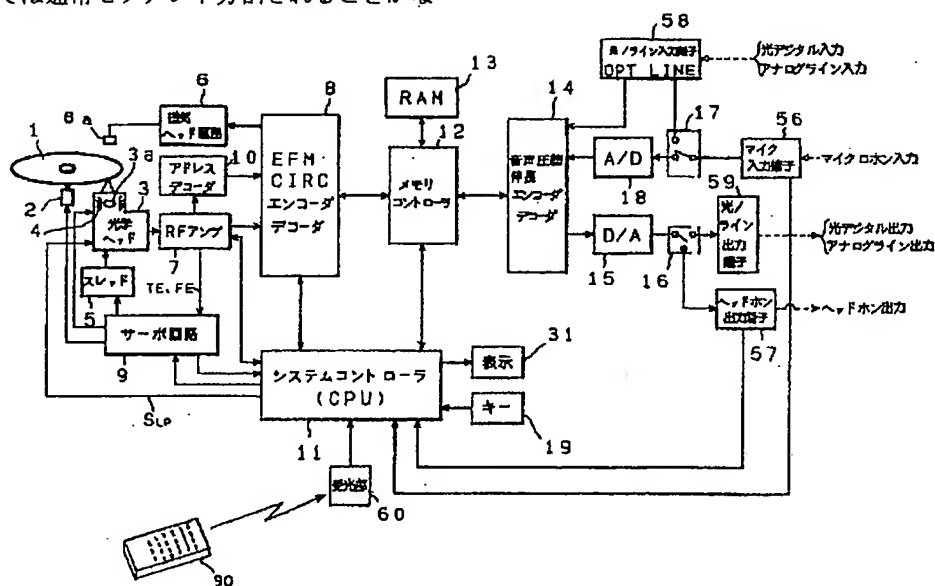 58
光/ライン入力端子
OPT LINE
光デジタル入力
アナログライン入力
13
RAM
6
磁気
ヘッド駆動
6a
8
EFM・
CIRC
エンコーダ
デコーダ
12
メモリ
コントローラ
14
音声圧縮
伸長
エンコーダ
デコーダ
17
56
マイク
入力端子
マイクロホン入力
1
3a
10
アドレス
デコーダ
A/D
18
59
光/
ライン
出力
端子
光デジタル出力
アナログライン出力
2
3
4
光学
ヘッド
RFアンプ
7
D/A
15
16
スレッド
5
TE、FE
ヘッドホン
出力端子
ヘッドホン出力
57
サーボ回路
9
システムコントローラ
(CPU)
11
表示
31
キー
19
SLP
受光部
60
90